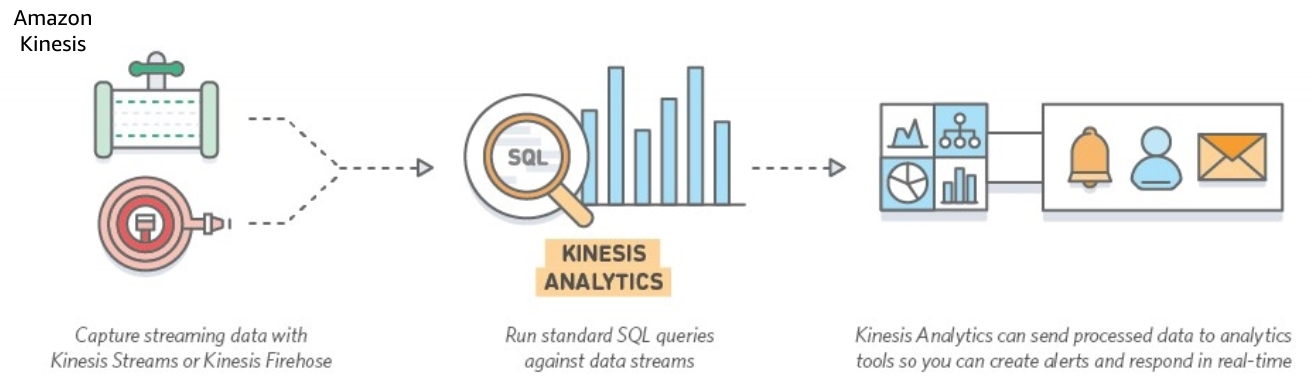 Amazon
Kinesis
SQL
KINESIS
ANALYTICS
Capture streaming data with
Kinesis Streams or Kinesis Firehose
Run standard SQL queries
against data streams
Kinesis Analytics can send processed data to analytics
tools so you can create alerts and respond in real-time